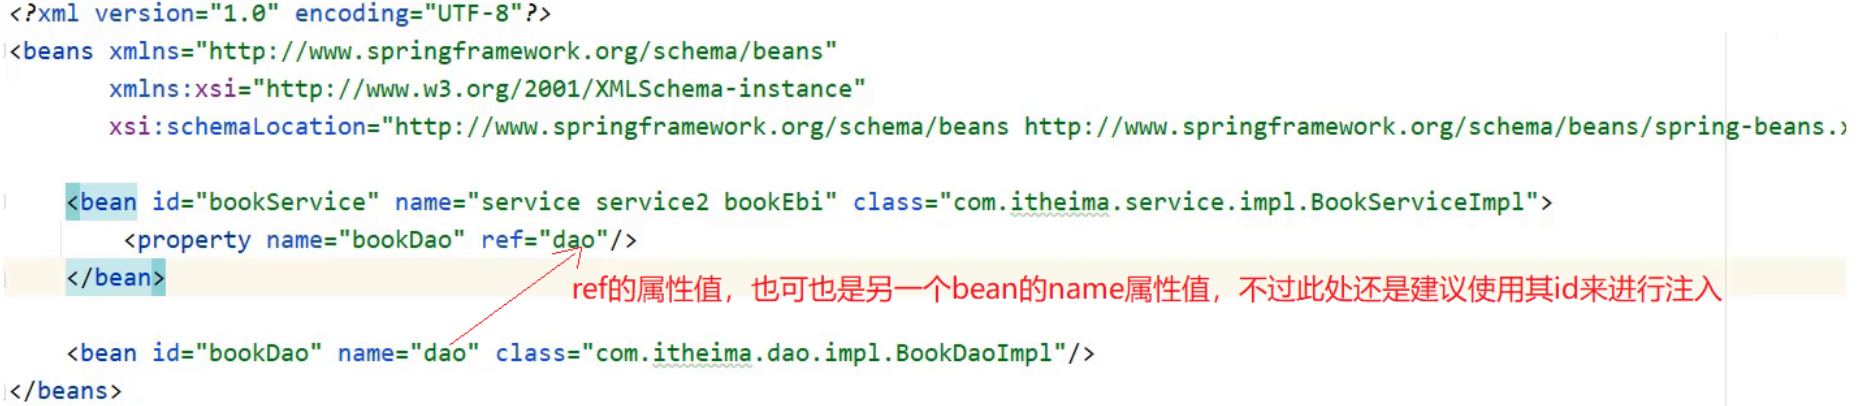 <?xml version="1.0" encoding="UTF-8"?>
<beans xmlns="http://www.springframework.org/schema/beans"
xmlns:xsi="http://www.w3.org/2001/XMLSchema-instance"
xsi:schemaLocation="http://www.springframework.org/schema/beans http://www.springframework.org/schema/beans/spring-beans.x
<bean id="bookService" name="service service2 bookEbi" class="com.itheima.service.impl.BookServiceImpl">
<property name="bookDao" ref="dao"/>
</bean>
ref的属性值，也可也是另一个bean的name属性值，不过此处还是建议使用其id来进行注入
<bean id="bookDao" name="dao" class="com.itheima.dao.impl.BookDaoImpl"/>
</beans>